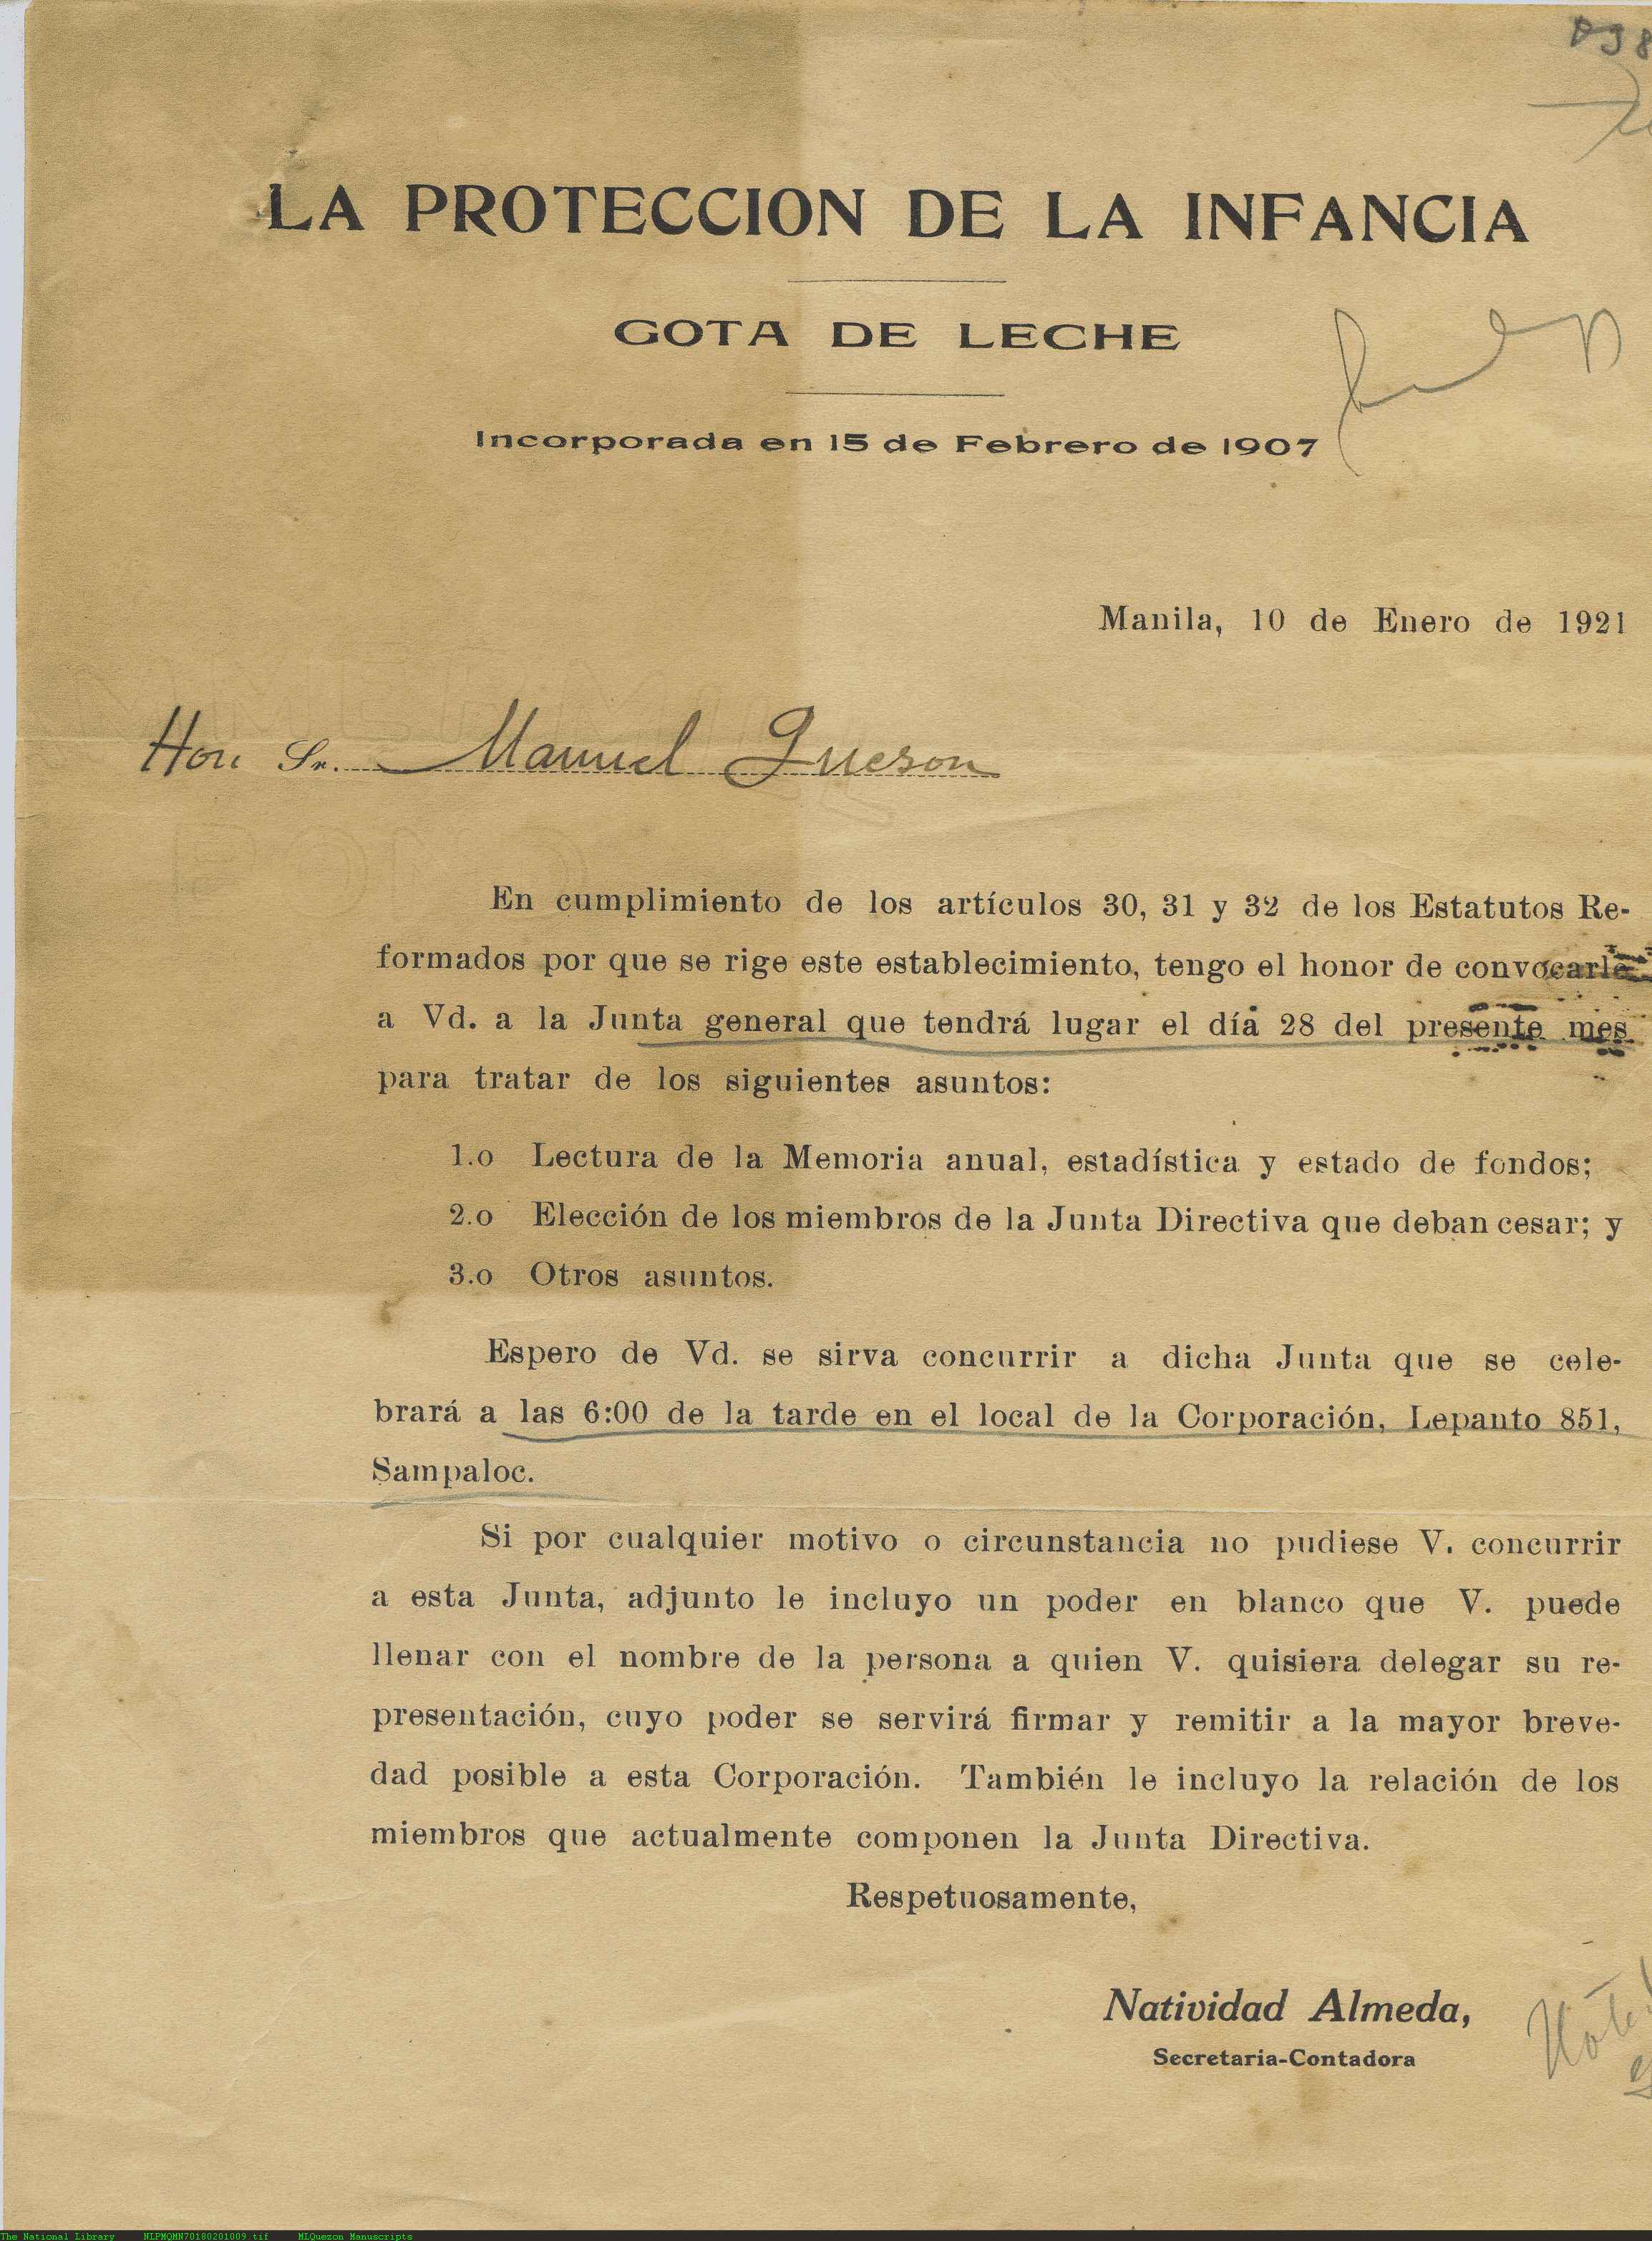 LA PROTECCION DE LA INFANCIA
GOTA DE LECHE
Incorporada en 15 de Febrero de 1907
Manila, 10 de Enero de 1921
Hon Sr. Manuel Queson
En cumplimiento de los artículos 30, 31 y 32 de los Estatutos Re-
formados por que se rige este establecimiento, tengo el honor de convocarle
a Vd. a la Junta general que tendrá lugar el día 28 del presente mes
para tratar de los siguientes asuntos:
1.o Lectura de la Memoria anual, estadística y estado de fondos;
2.o Elección de los miembros de la Junta Directiva que deban cesar; y
3.o Otros asuntos.
Espero de Vd. se sirva concurrir a dicha Junta que se cele-
brará a las 6:00 de la tarde en el local de la Corporación, Lepanto 851,
Sampaloc.
Si por cualquier motivo o circunstancia no pudiese V. concurrir
a esta Junta, adjunto le incluyo un poder en blanco que V. puede
llenar con el nombre de la persona a quien V. quisiera delegar su re-
presentación, cuyo poder se servirá firmar y remitir a la mayor breve-
dad posible a esta Corporación. También le incluyo la relación de los
miembros que actualmente componen la Junta Directiva.
Respetuosamente,
Natividad Almeda,
Secretaria-Contadora
The National Library NLPMQMN70180201009.tif MLQuezon Manuscripts